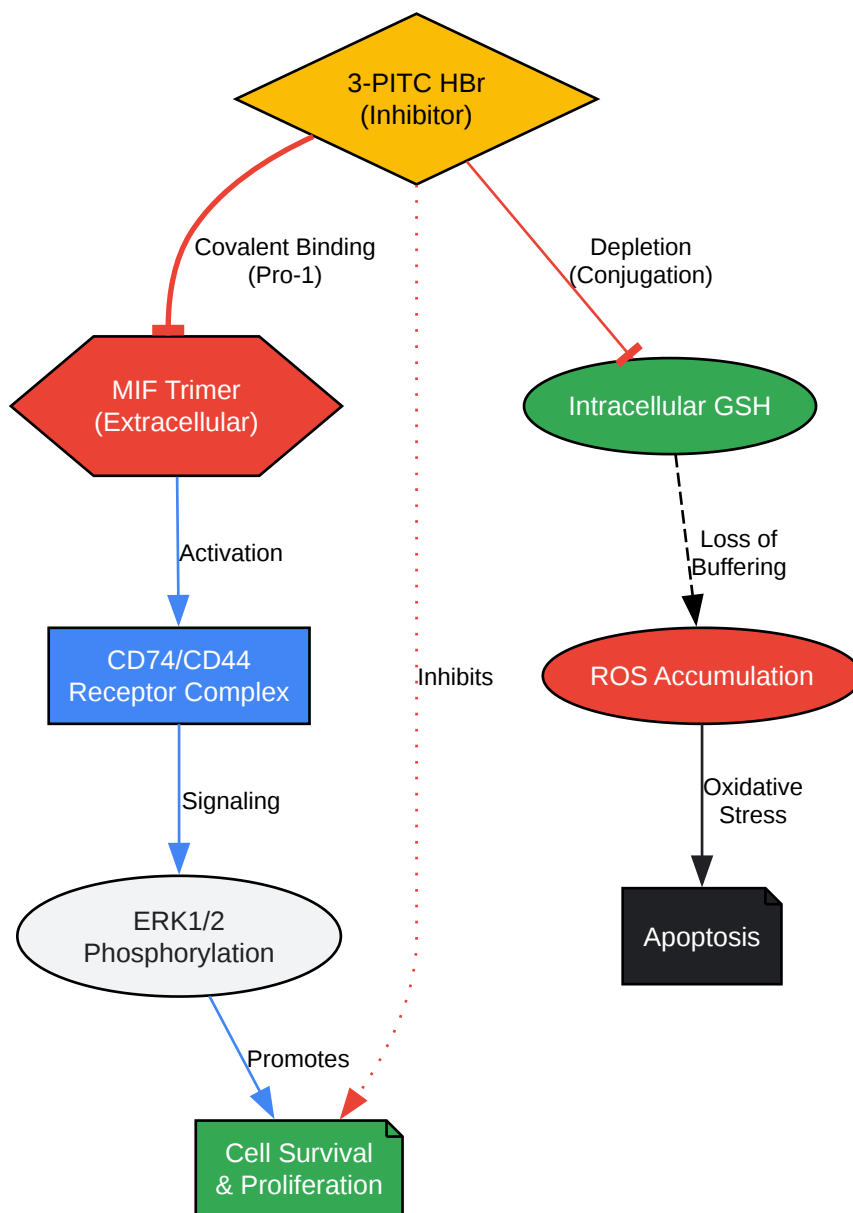 3-PITC HBr
(Inhibitor)
Covalent Binding
(Pro-1)
Depletion
(Conjugation)
MIF Trimer
(Extracellular)
Intracellular GSH
Activation
Loss of
Buffering
CD74/CD44
Receptor Complex
Inhibits
ROS Accumulation
Signaling
Oxidative
Stress
ERK1/2
Phosphorylation
Apoptosis
Promotes
Cell Survival
& Proliferation